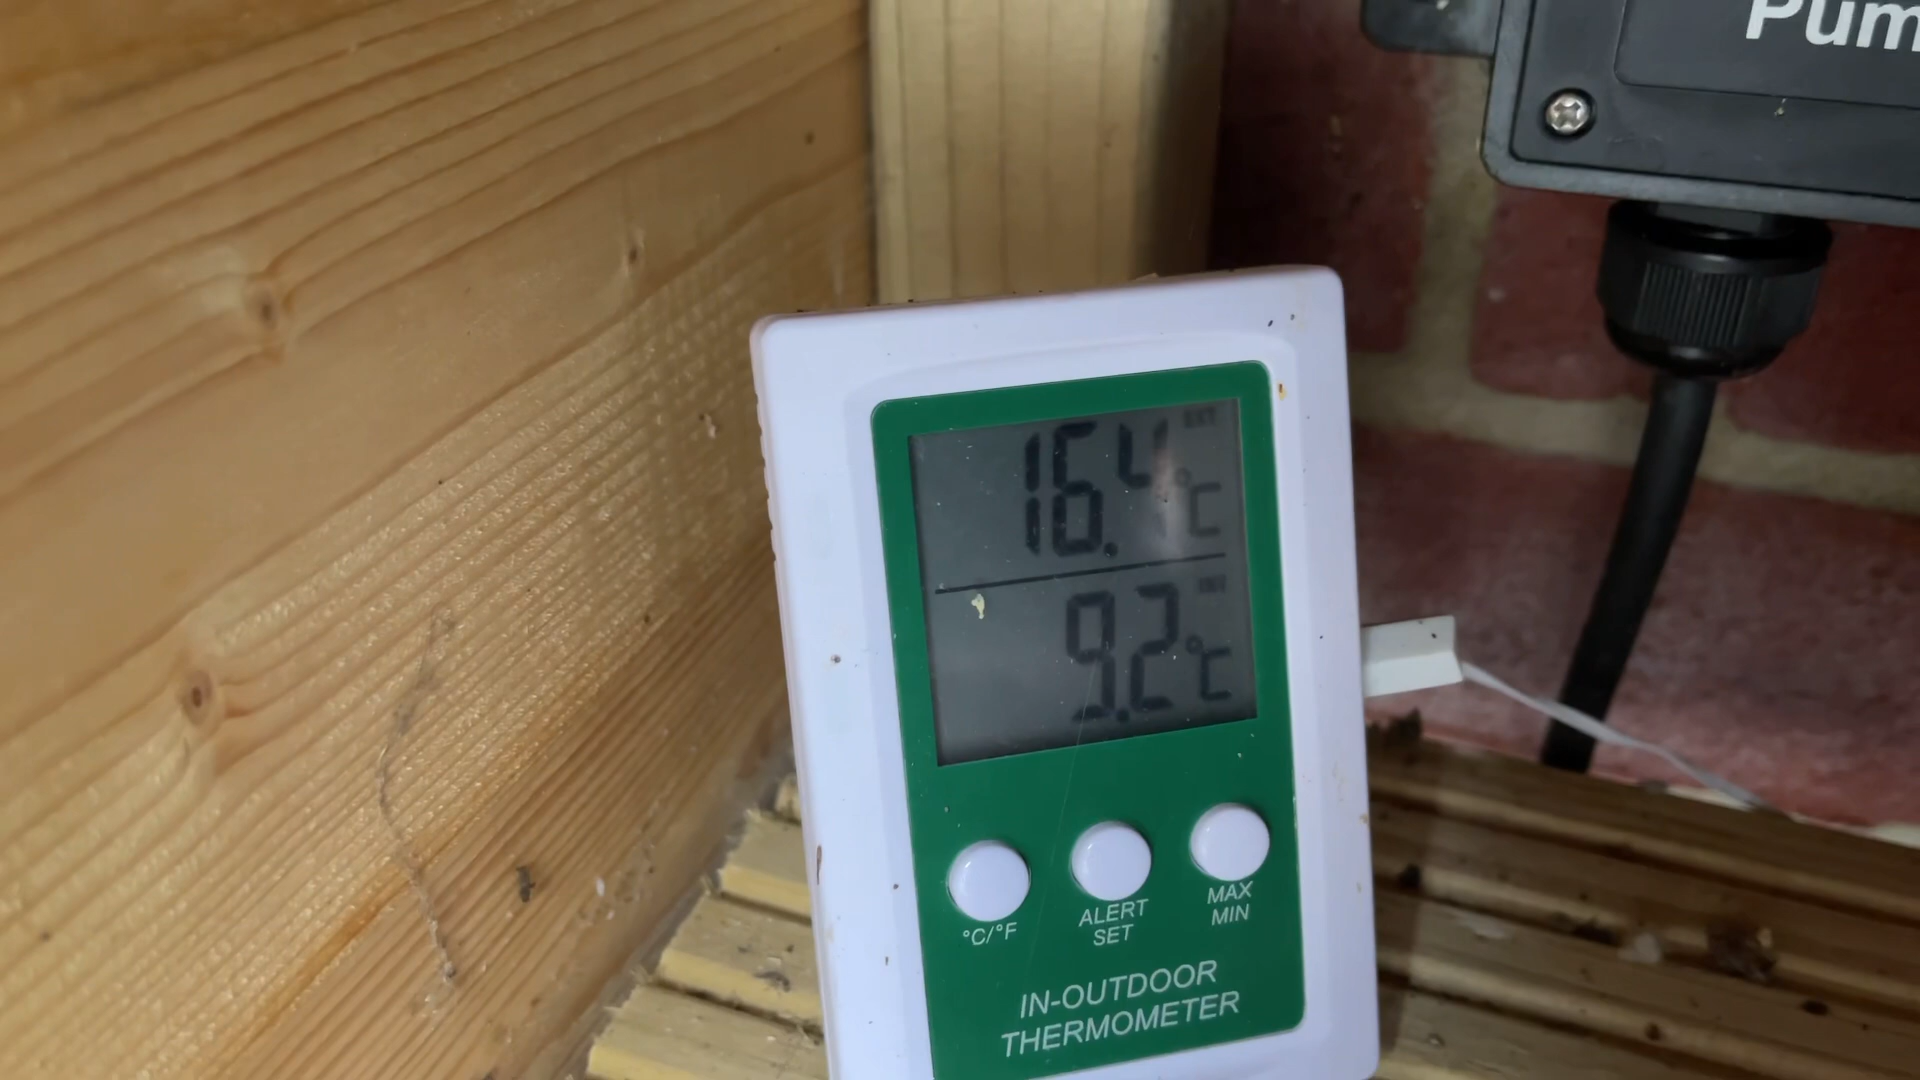 Pum
16.4°C
9.2°C
°C/°F
ALERT
SET
MAX
MIN
IN-OUTDOOR
THERMOMETER